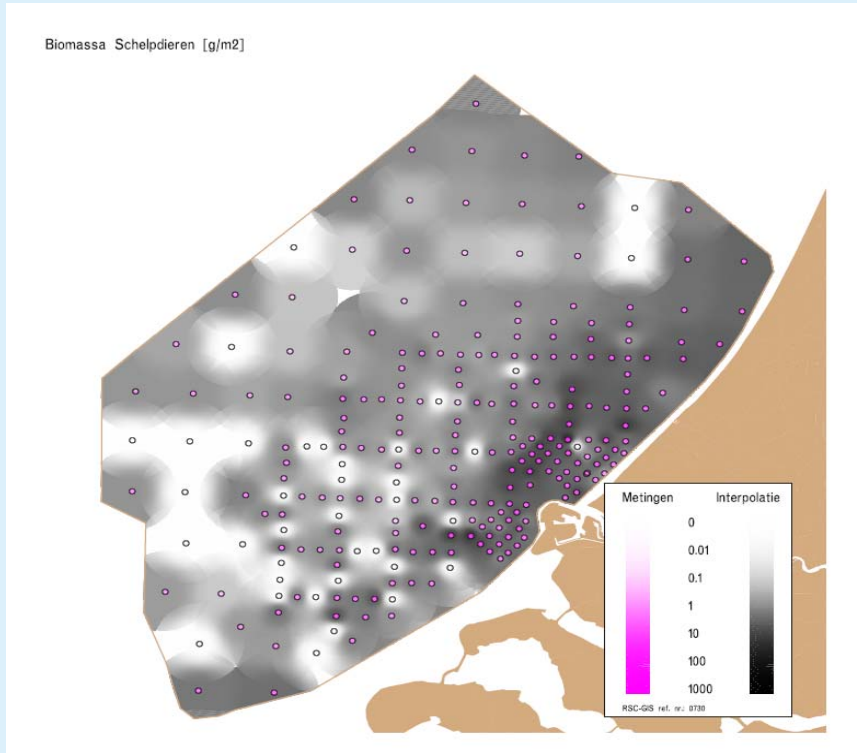 Biomassa Schelpdieren [g/m2]
Metingen Interpolatie
0
0.01
0.1
1
10
100
1000
RSC-GIS ref. nr.: 0730